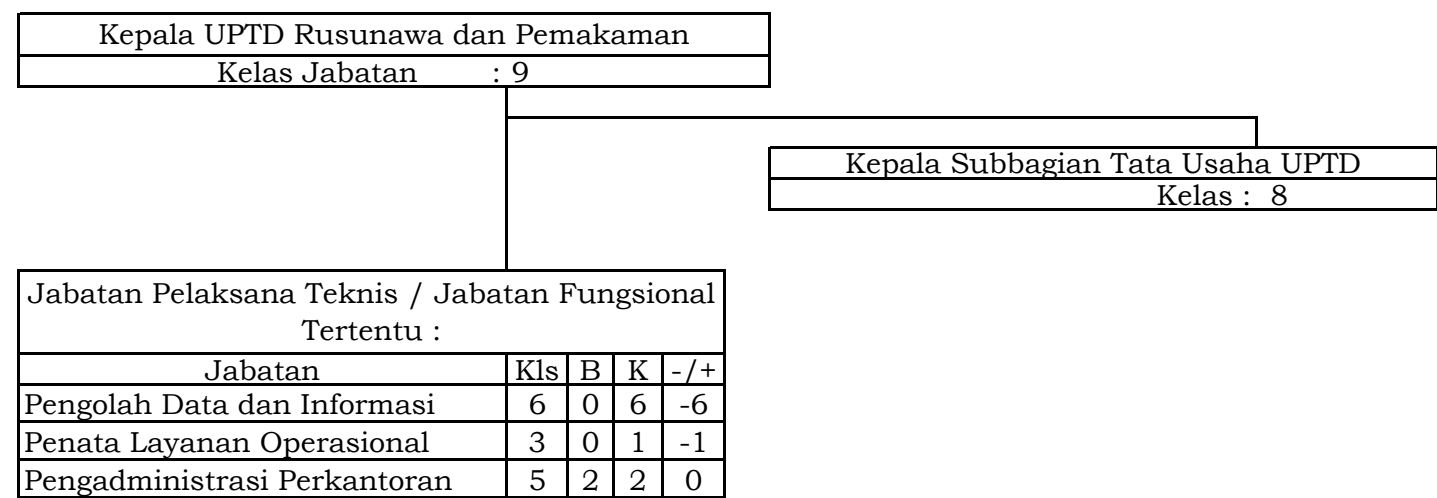 Kepala UPTD Rusunawa dan Pemakaman
Kelas Jabatan : 9
Kepala Subbagian Tata Usaha UPTD
Kelas : 8
Jabatan Pelaksana Teknis / Jabatan Fungsional
Tertentu :
Jabatan Kls B K -/+
Pengolah Data dan Informasi 6 0 6 -6
Penata Layanan Operasional 3 0 1 -1
Pengadministrasi Perkantoran 5 2 2 0